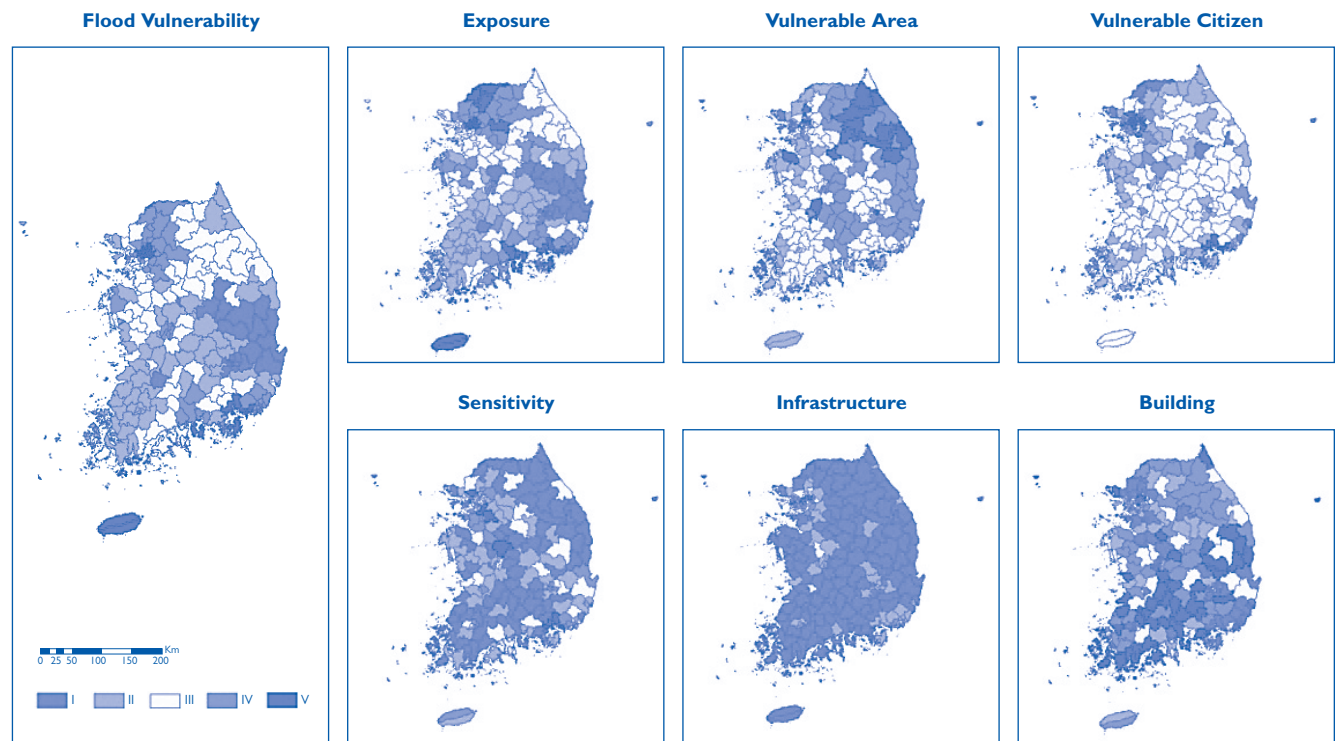 Flood Vulnerability
Exposure
Vulnerable Area
Vulnerable Citizen
Sensitivity
Infrastructure
Building
Km
0 25 50 100 150 200
I II III IV V